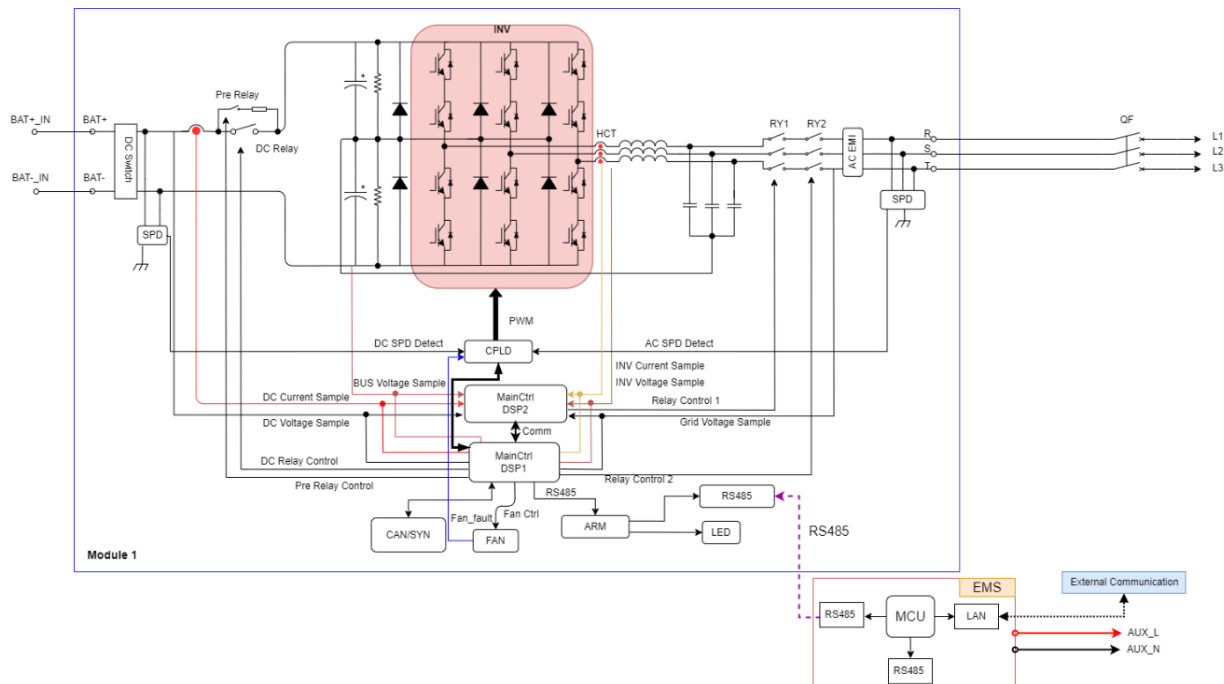 INV
Pre Relay
BAT+_IN
BAT+
DC Switch
DC Relay
HCT
RY1
RY2
AC EMI
R
S
T
QF
L1
L2
L3
BAT-_IN
BAT-
SPD
SPD
+
+
PWM
DC SPD Detect
CPLD
AC SPD Detect
INV Current Sample
BUS Voltage Sample
INV Voltage Sample
DC Current Sample
MainCtrl
DSP2
Relay Control 1
DC Voltage Sample
Comm
Grid Voltage Sample
DC Relay Control
MainCtrl
DSP1
Pre Relay Control
Relay Control 2
RS485
RS485
Fan_fault
Fan Ctrl
CAN/SYN
FAN
ARM
LED
RS485
Module 1
EMS
External Communication
RS485
MCU
LAN
AUX_L
AUX_N
RS485